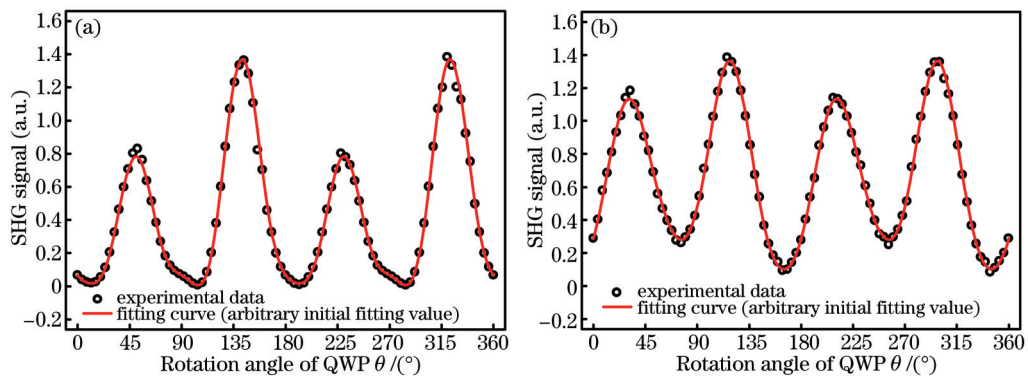 (a)
1.6
1.4
1.2
1.0
0.8
0.6
0.4
0.2
0
−0.2
SHG signal (a.u.)
experimental data
fitting curve (arbitrary initial fitting value)
0 45 90 135 180 225 270 315 360
Rotation angle of QWP θ /(°)
(b)
1.6
1.4
1.2
1.0
0.8
0.6
0.4
0.2
0
−0.2
SHG signal (a.u.)
experimental data
fitting curve (arbitrary initial fitting value)
0 45 90 135 180 225 270 315 360
Rotation angle of QWP θ /(°)